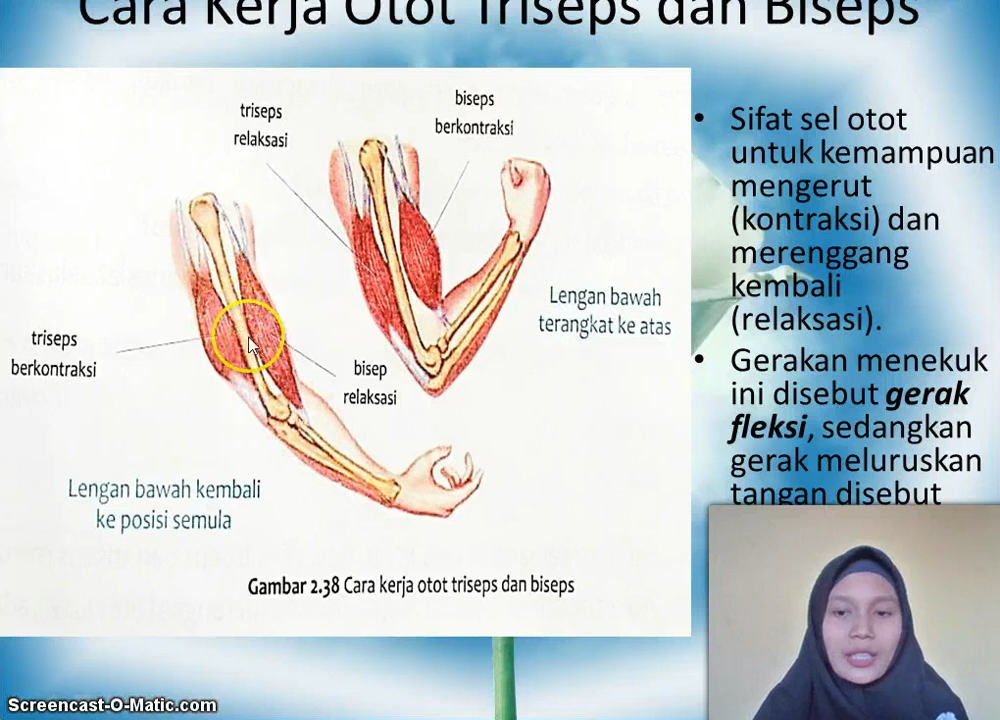 Cara Kerja Otot Triseps dan Biseps
triseps
relaksasi
biseps
berkontraksi
Lengan bawah
terangkat ke atas
triseps
berkontraksi
bisep
relaksasi
Lengan bawah kembali
ke posisi semula
Gambar 2.38 Cara kerja otot triseps dan biseps
• Sifat sel otot
untuk kemampuan
mengerut
(kontraksi) dan
merenggang
kembali
(relaksasi).
• Gerakan menekuk
ini disebut gerak
fleksi, sedangkan
gerak meluruskan
tangan disebut
Screencast-O-Matic.com